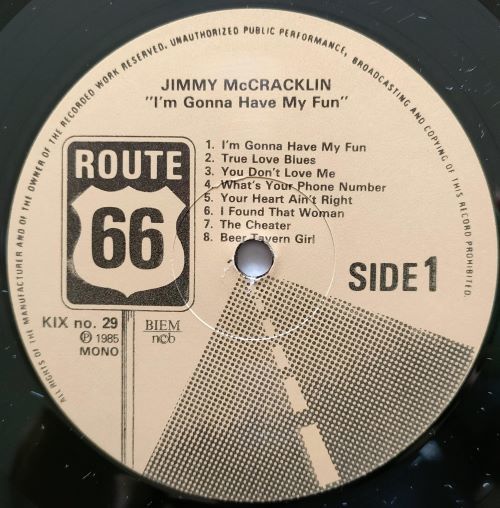 ALL RIGHTS OF THE MANUFACTURER AND OF THE OWNER OF THE RECORDED WORK RESERVED. UNAUTHORIZED PUBLIC PERFORMANCE, BROADCASTING AND COPYING OF THIS RECORD PROHIBITED.
JIMMY McCRACKLIN
"I'm Gonna Have My Fun"
ROUTE
66
1. I'm Gonna Have My Fun
2. True Love Blues
3. You Don't Love Me
4. What's Your Phone Number
5. Your Heart Ain't Right
6. I Found That Woman
7. The Cheater
8. Beer Tavern Girl
SIDE 1
KIX no. 29
℗ 1985
MONO
BIEM
ncb